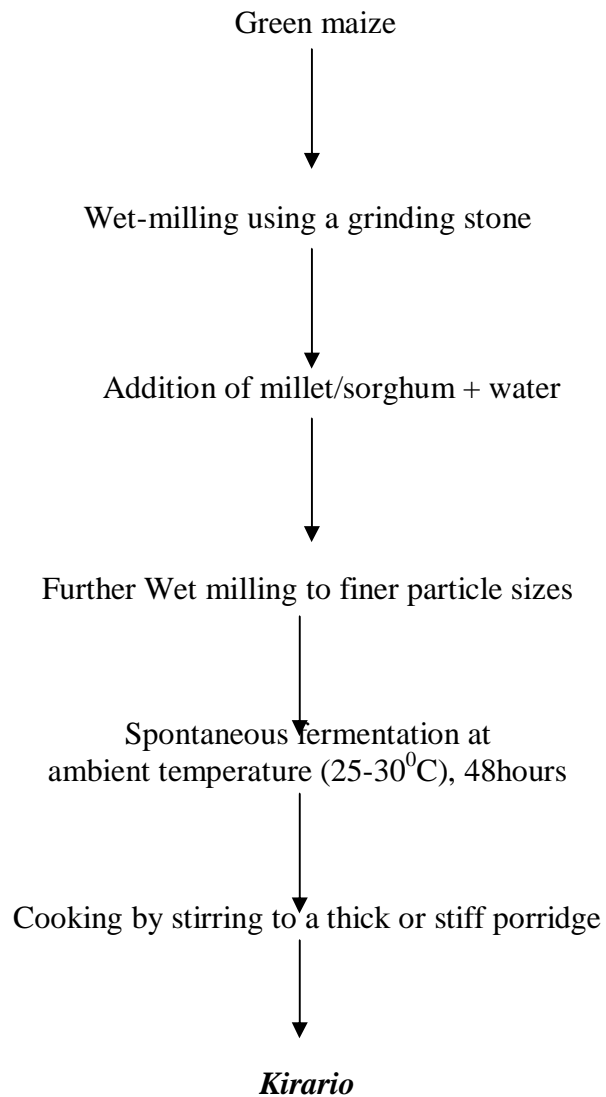 Green maize
Wet-milling using a grinding stone
Addition of millet/sorghum + water
Further Wet milling to finer particle sizes
Spontaneous fermentation at
ambient temperature (25-30⁰C), 48hours
Cooking by stirring to a thick or stiff porridge
Kirario